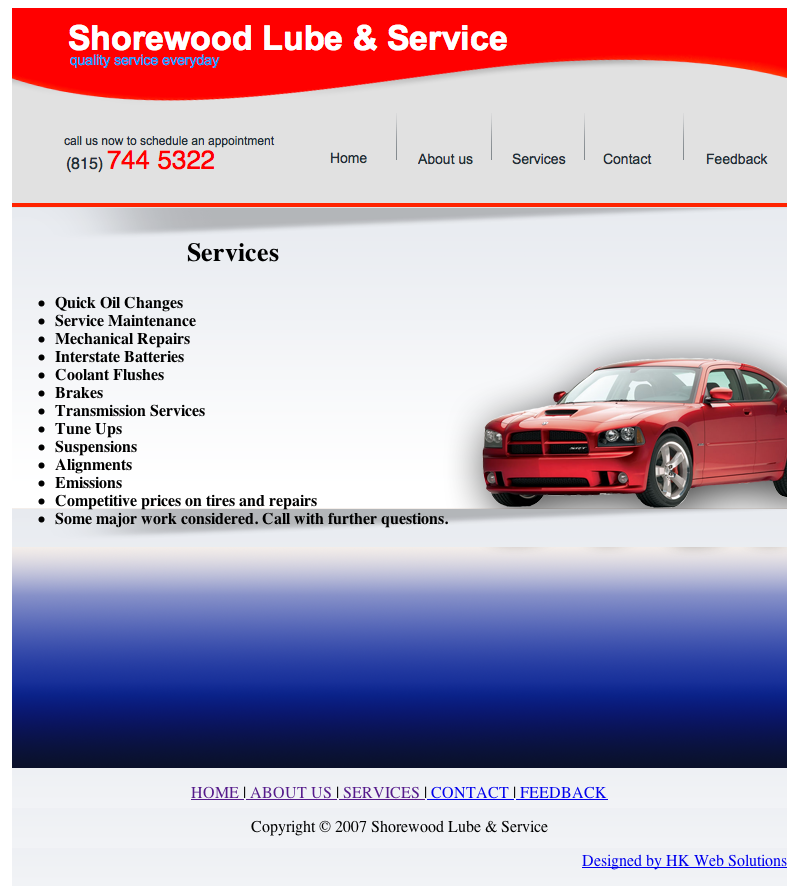 Shorewood Lube & Service
quality service everyday
call us now to schedule an appointment
(815) 744 5322
Home About us Services Contact Feedback
Services
• Quick Oil Changes
• Service Maintenance
• Mechanical Repairs
• Interstate Batteries
• Coolant Flushes
• Brakes
• Transmission Services
• Tune Ups
• Suspensions
• Alignments
• Emissions
• Competitive prices on tires and repairs
• Some major work considered. Call with further questions.
HOME | ABOUT US | SERVICES | CONTACT | FEEDBACK
Copyright © 2007 Shorewood Lube & Service
Designed by HK Web Solutions